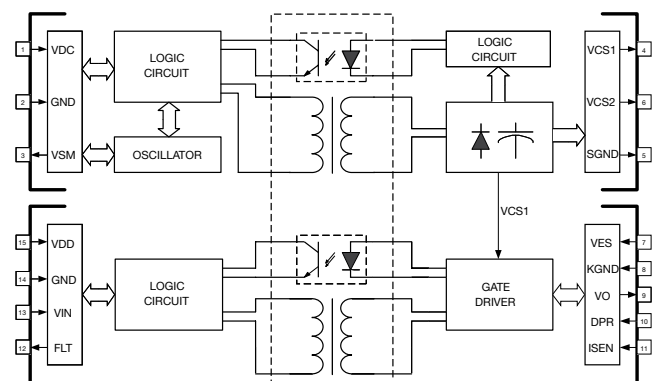 1 VDC
2 GND
3 VSM
LOGIC
CIRCUIT
OSCILLATOR
LOGIC
CIRCUIT
VCS1 4
VCS2 6
SGND 5
VCS1
15 VDD
14 GND
13 VIN
12 FLT
LOGIC
CIRCUIT
GATE
DRIVER
VES 7
KGND 8
VO 9
DPR 10
ISEN 11